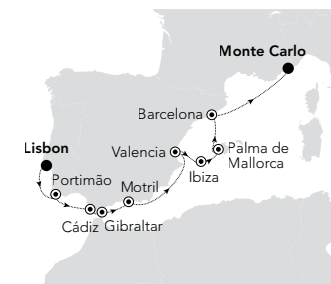 Monte Carlo
Barcelona
Lisbon
Valencia
Palma de
Mallorca
Ibiza
Portimão
Motril
Cádiz
Gibraltar